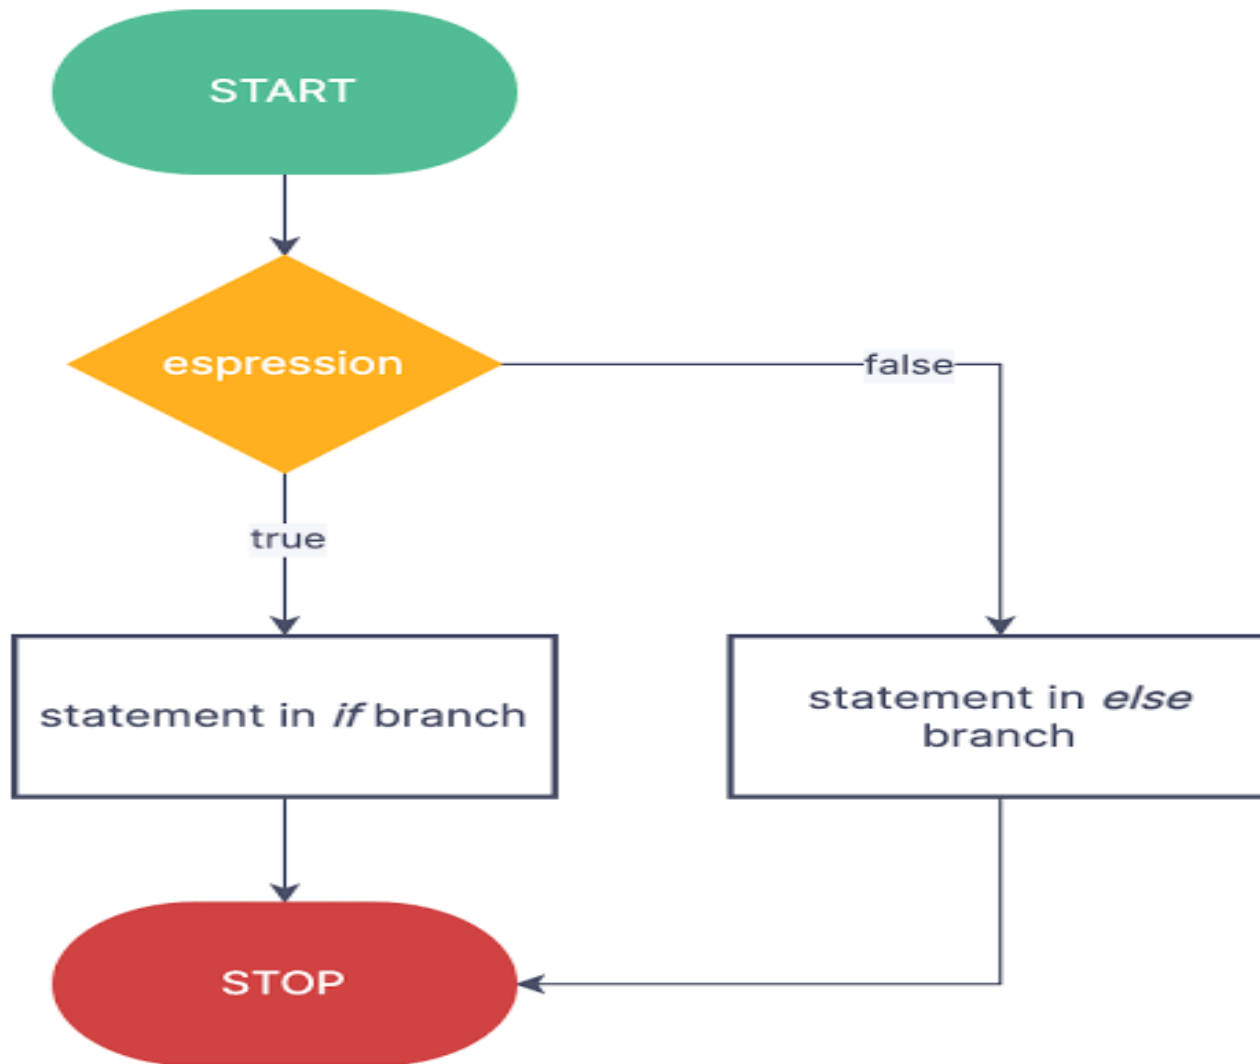 START
espression
false
true
statement in if branch
statement in else
branch
STOP